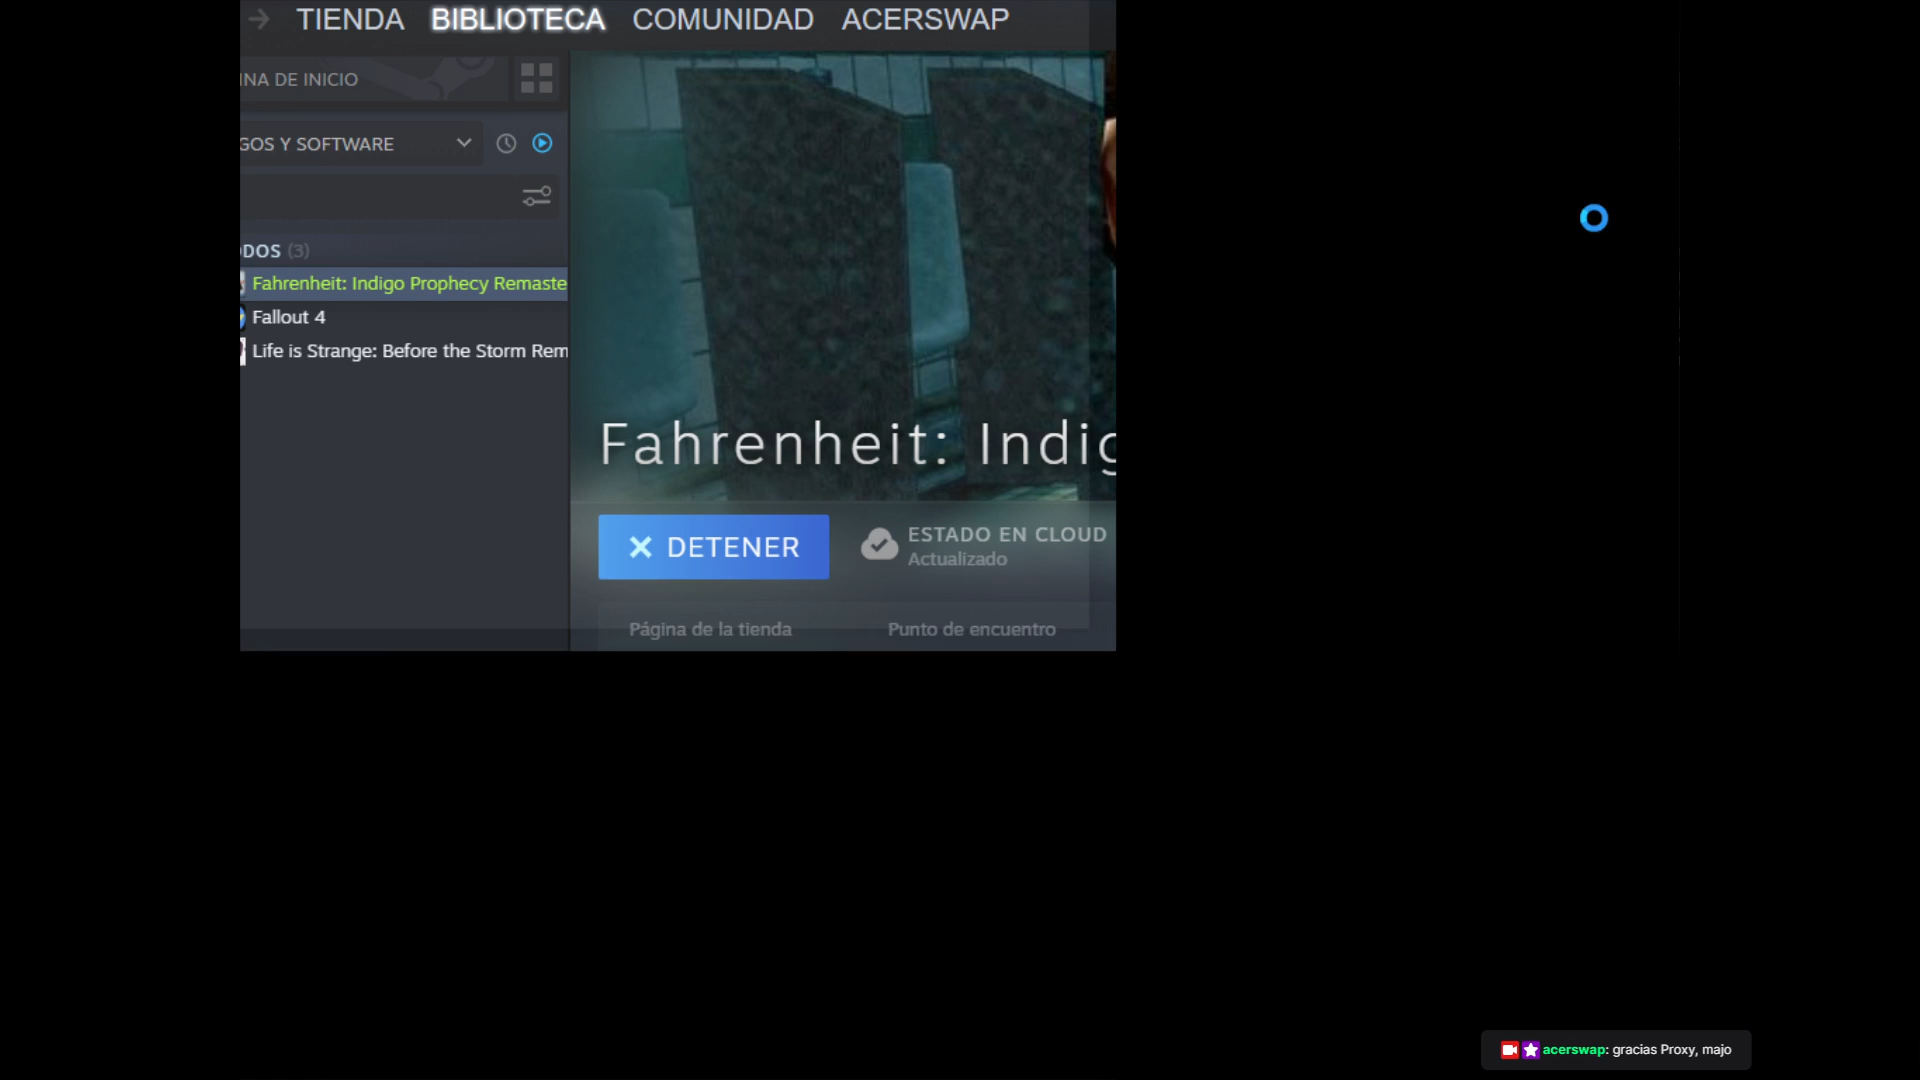 TIENDA BIBLIOTECA COMUNIDAD ACERSWAP
INA DE INICIO
GOS Y SOFTWARE
DOS (3)
Fahrenheit: Indigo Prophecy Remaste
Fallout 4
Life is Strange: Before the Storm Rem
Fahrenheit: Indig
DETENER
ESTADO EN CLOUD
Actualizado
Página de la tienda
Punto de encuentro
acerswap: gracias Proxy, majo